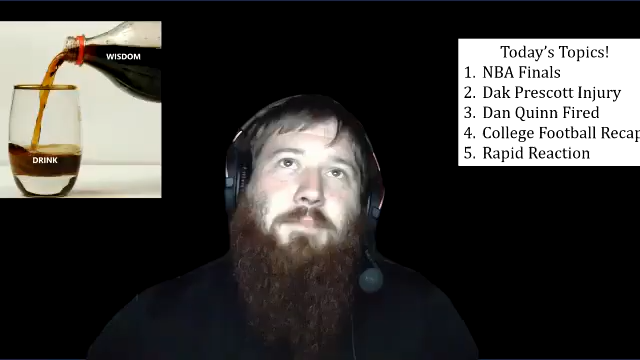 WISDOM
DRINK
Today's Topics!
1. NBA Finals
2. Dak Prescott Injury
3. Dan Quinn Fired
4. College Football Recap
5. Rapid Reaction